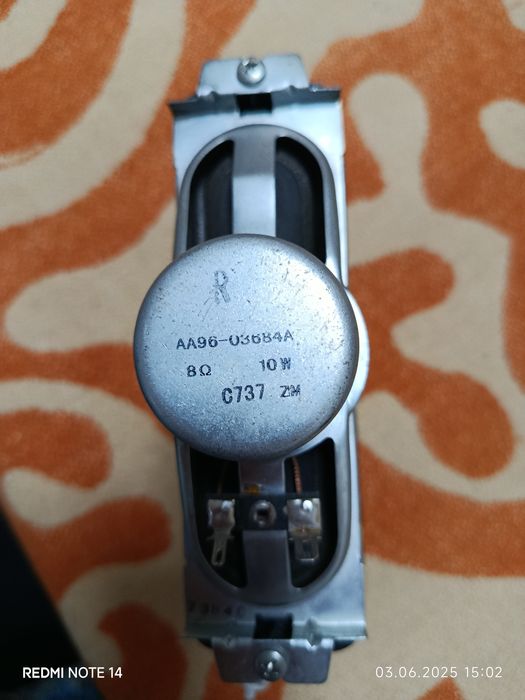 R
AA96-03684A
8Ω 10W
C737 ZM
REDMI NOTE 14 03.06.2025 15:02